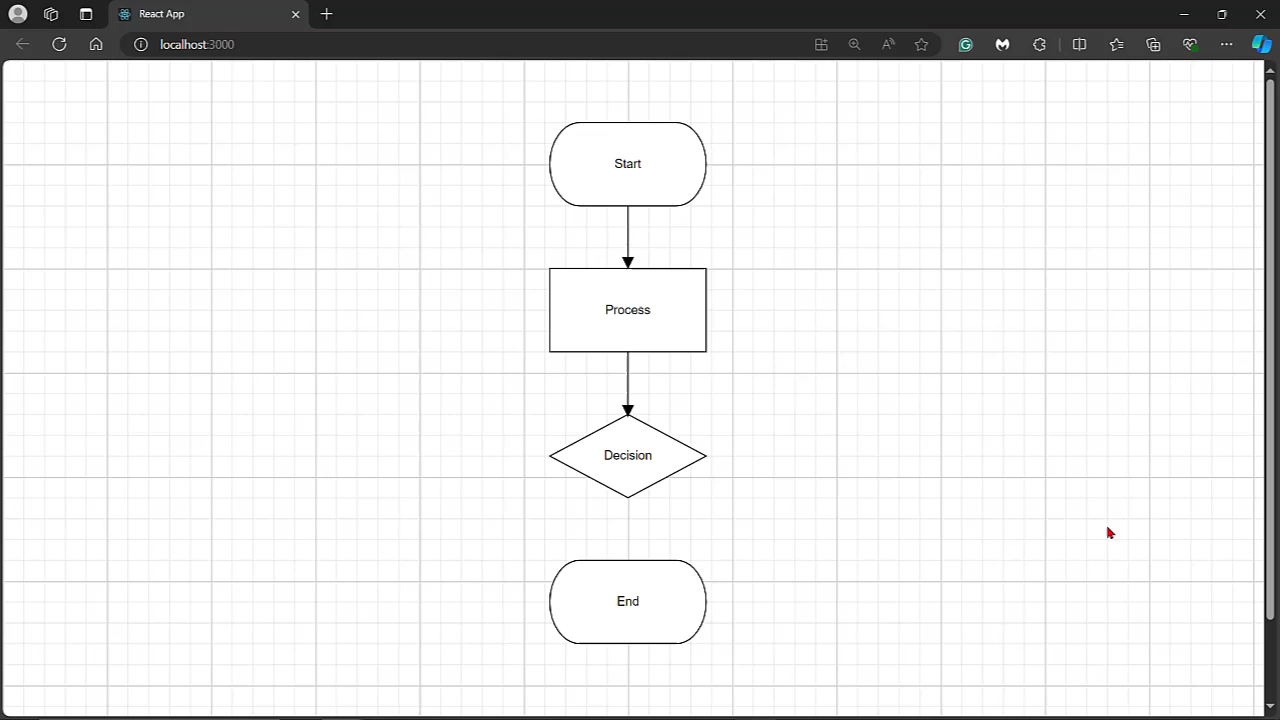 React App
localhost:3000
Start
Process
Decision
End